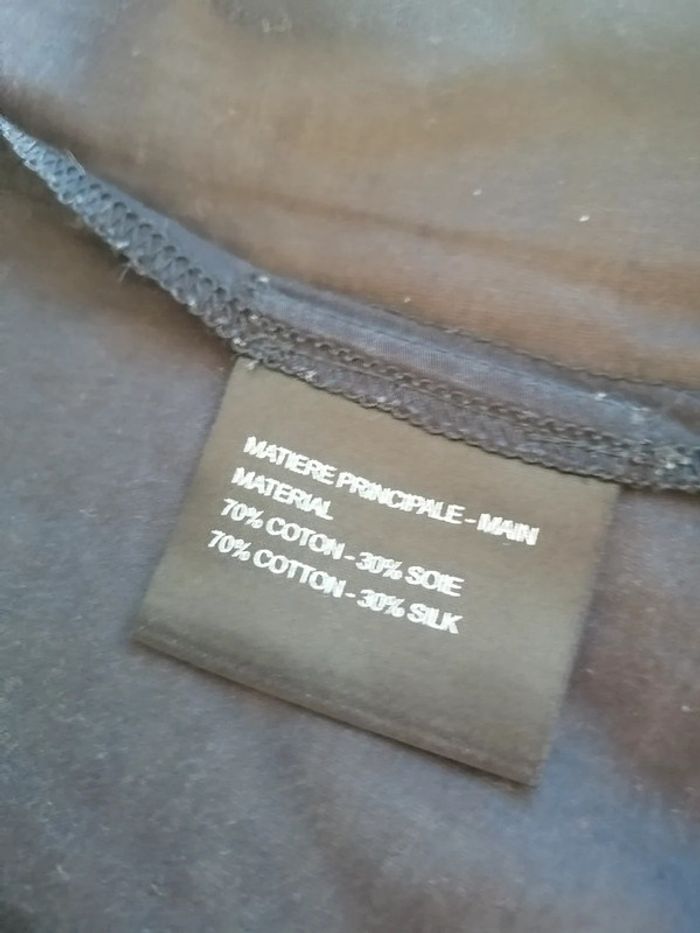 MATIERE PRINCIPALE - MAIN
MATERIAL
70% COTON - 30% SOIE
70% COTTON - 30% SILK